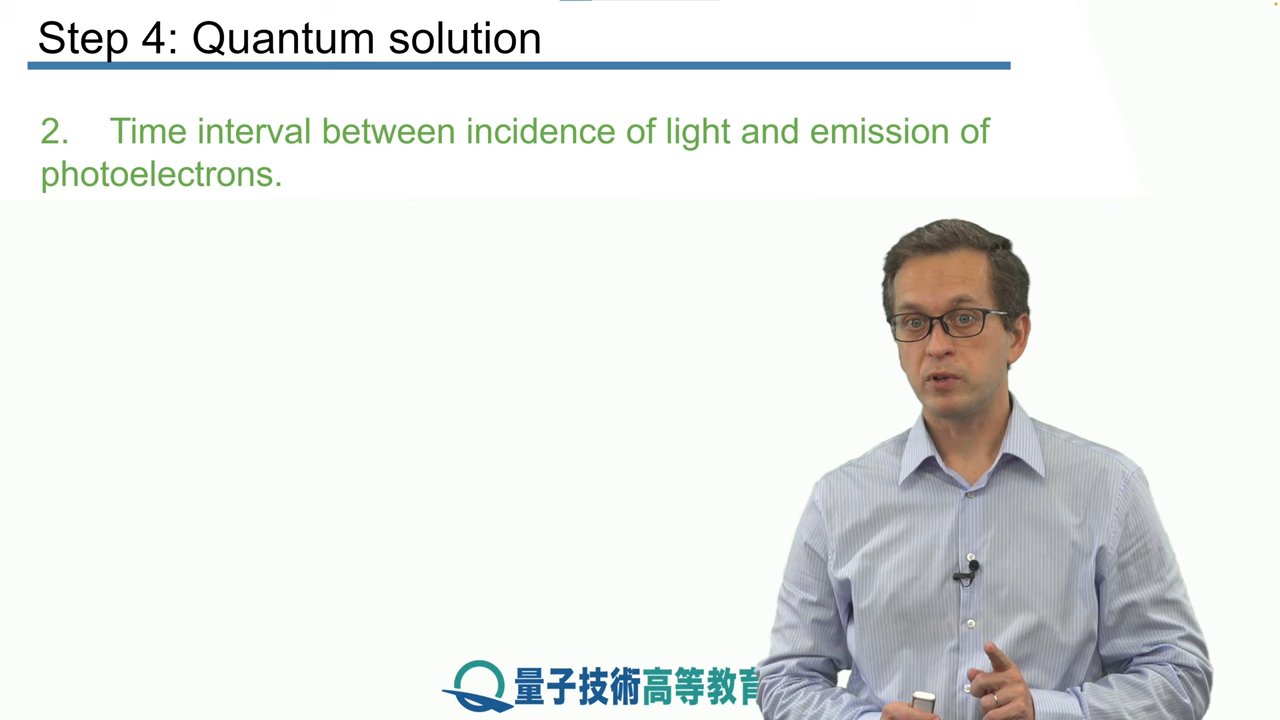 Step 4: Quantum solution
2. Time interval between incidence of light and emission of
photoelectrons.
量子技術高等教育